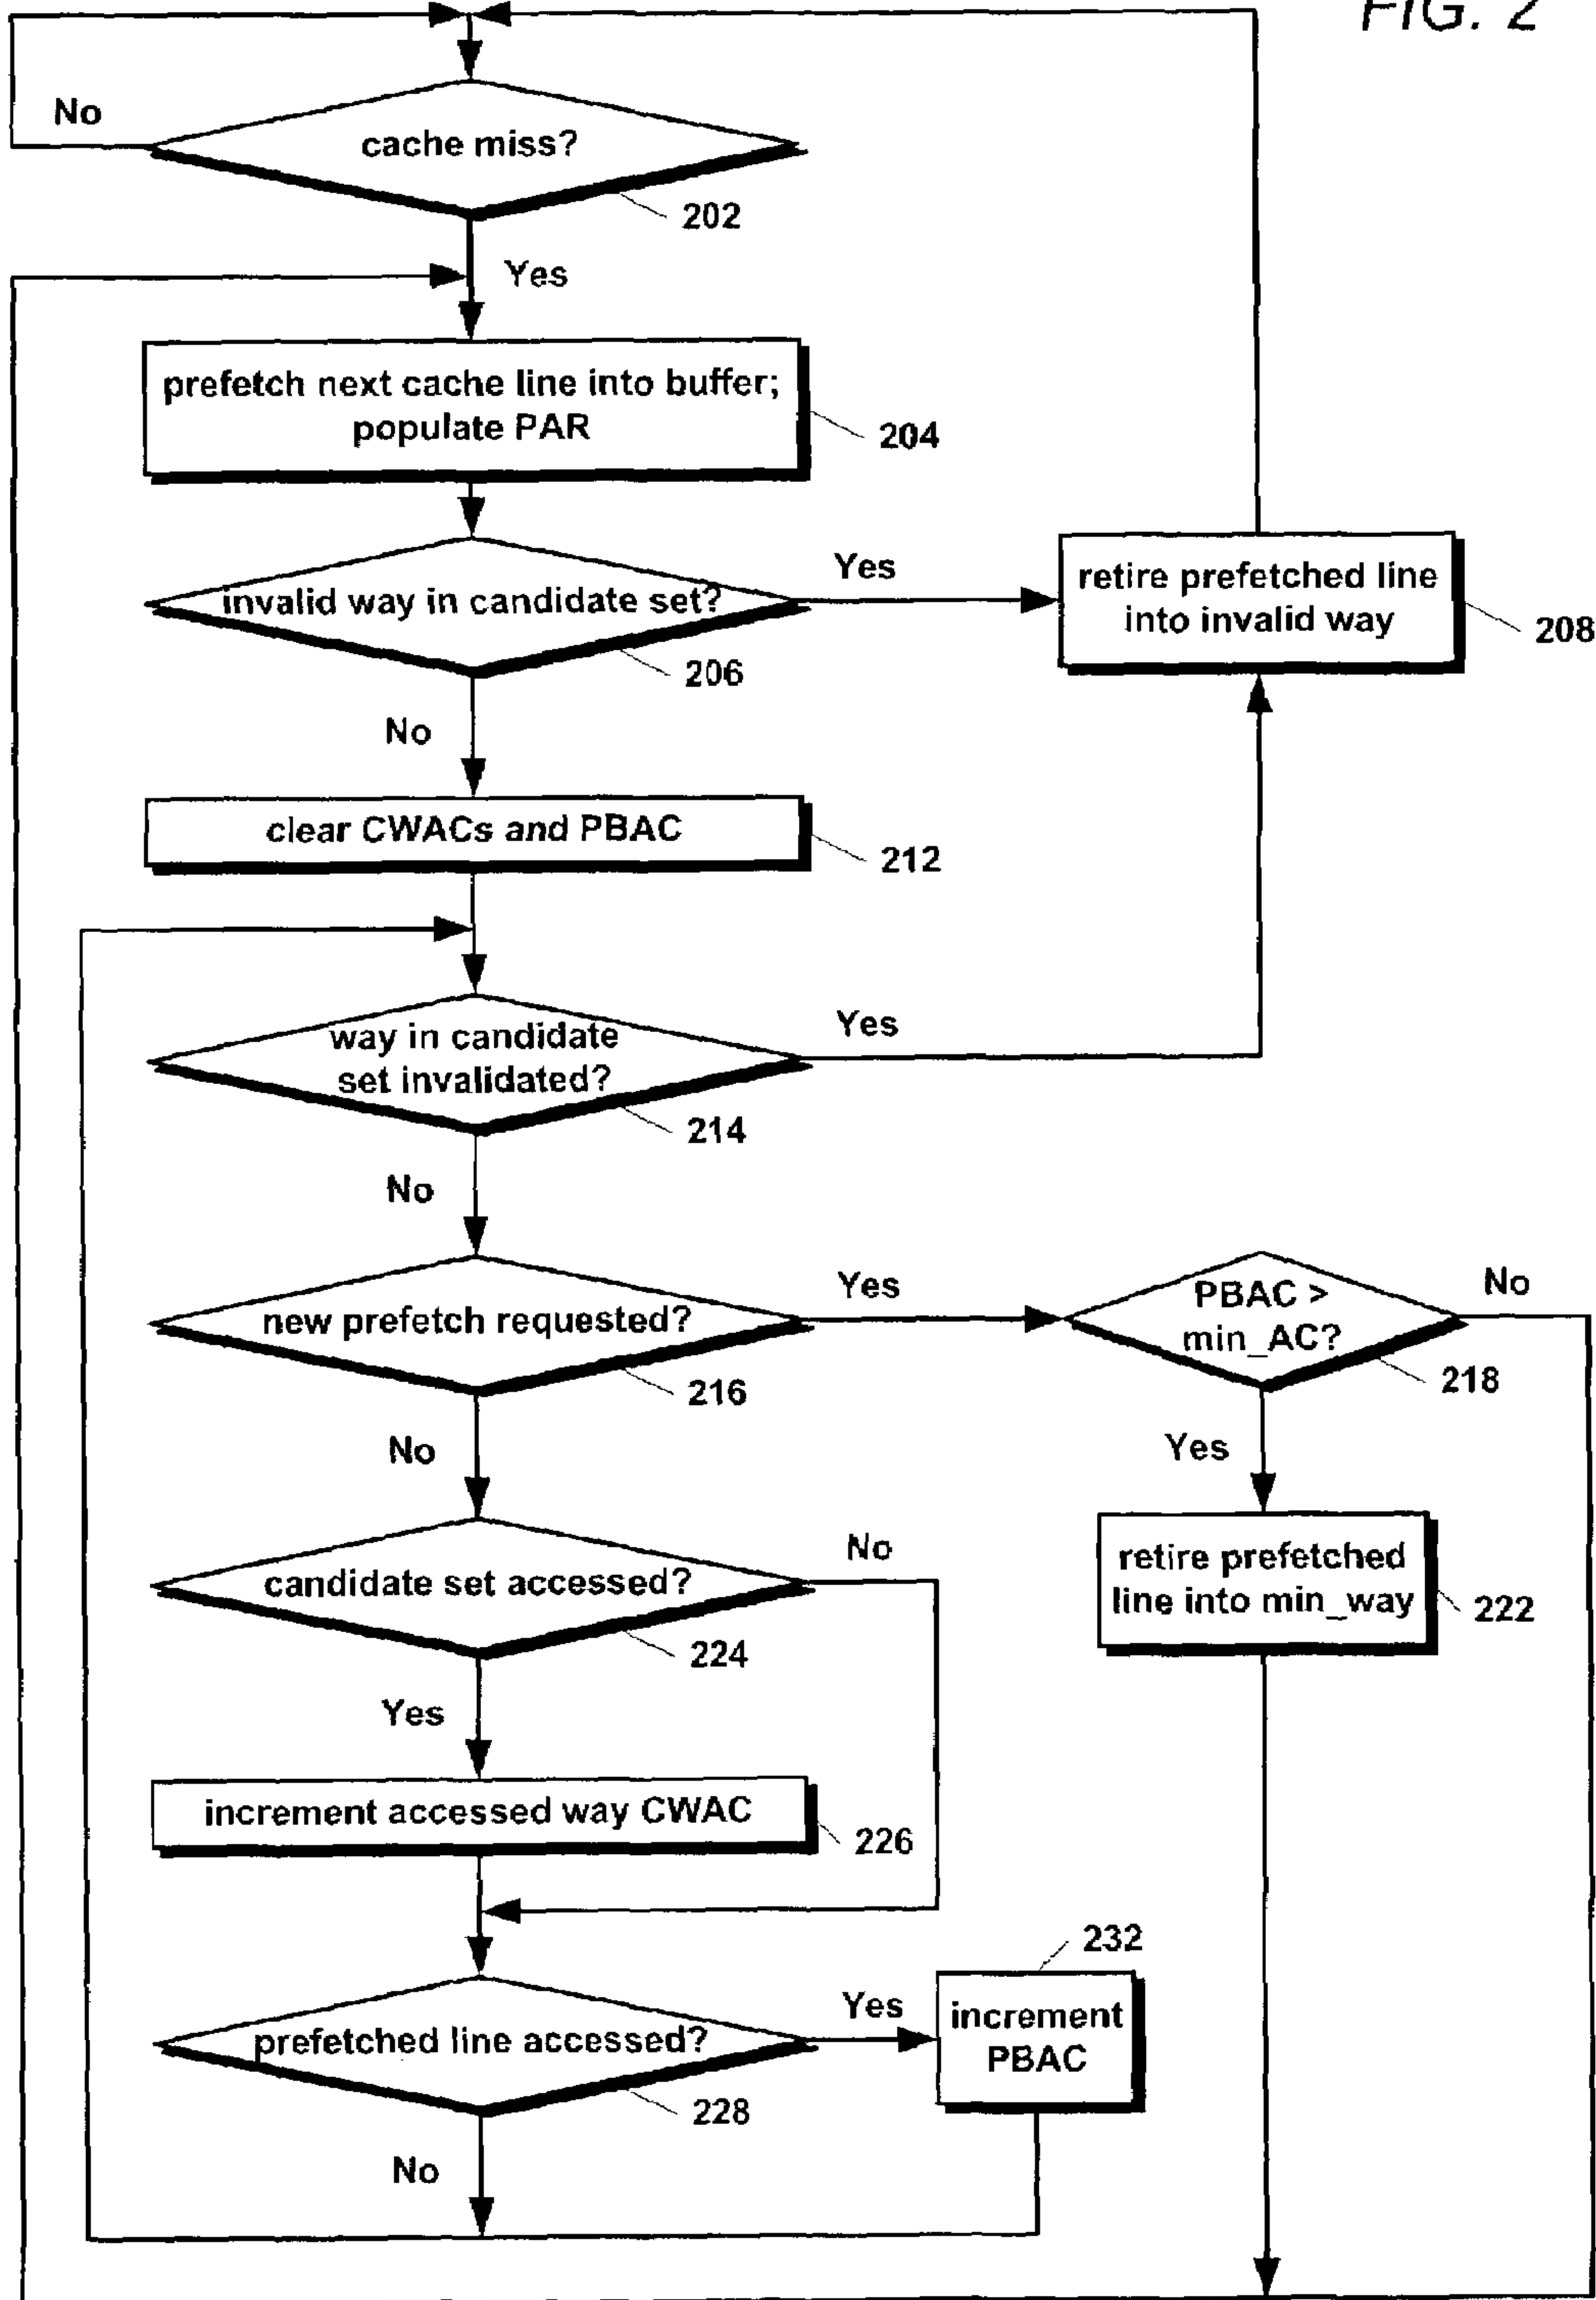 FIG. 2
No
cache miss?
202
Yes
prefetch next cache line into buffer;
populate PAR
204
invalid way in candidate set?
Yes
206
retire prefetched line
into invalid way
208
No
clear CWACs and PBAC
212
way in candidate
set invalidated?
Yes
214
No
new prefetch requested?
Yes
216
PBAC >
min_AC?
No
218
Yes
retire prefetched
line into min_way
222
No
candidate set accessed?
No
224
Yes
increment accessed way CWAC
226
prefetched line accessed?
Yes
228
232
increment
PBAC
No